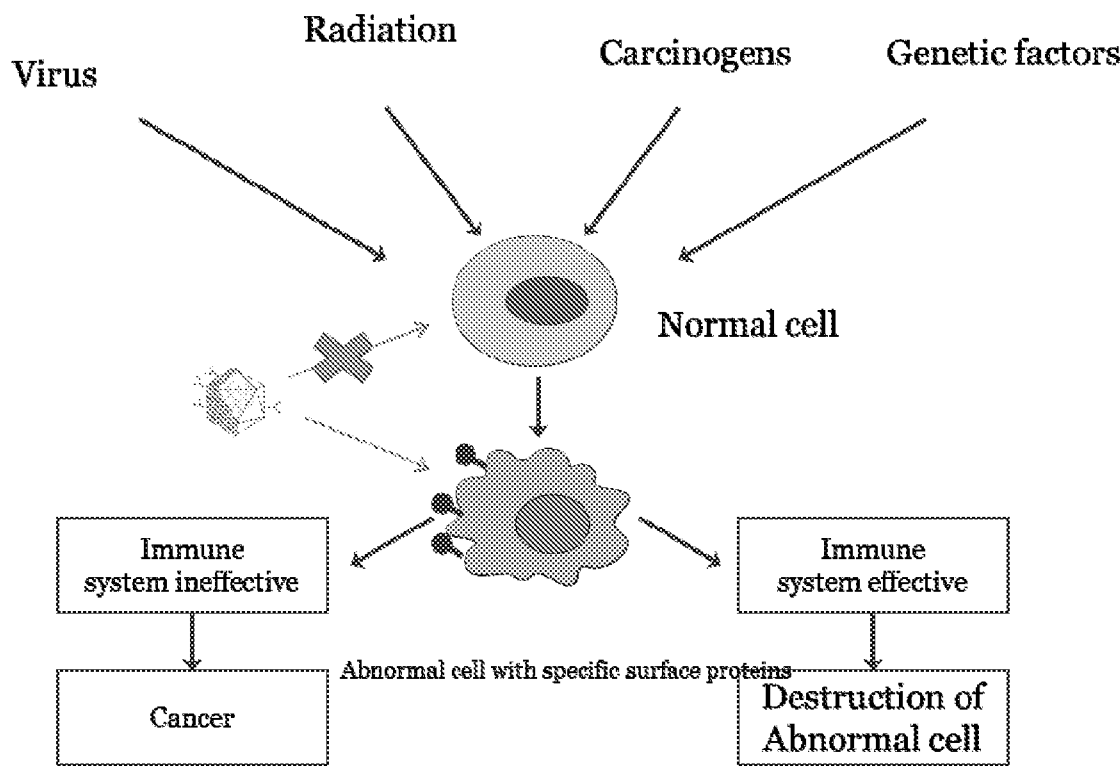 Virus
Radiation
Carcinogens
Genetic factors
Normal cell
Immune
system ineffective
Immune
system effective
Abnormal cell with specific surface proteins
Cancer
Destruction of
Abnormal cell